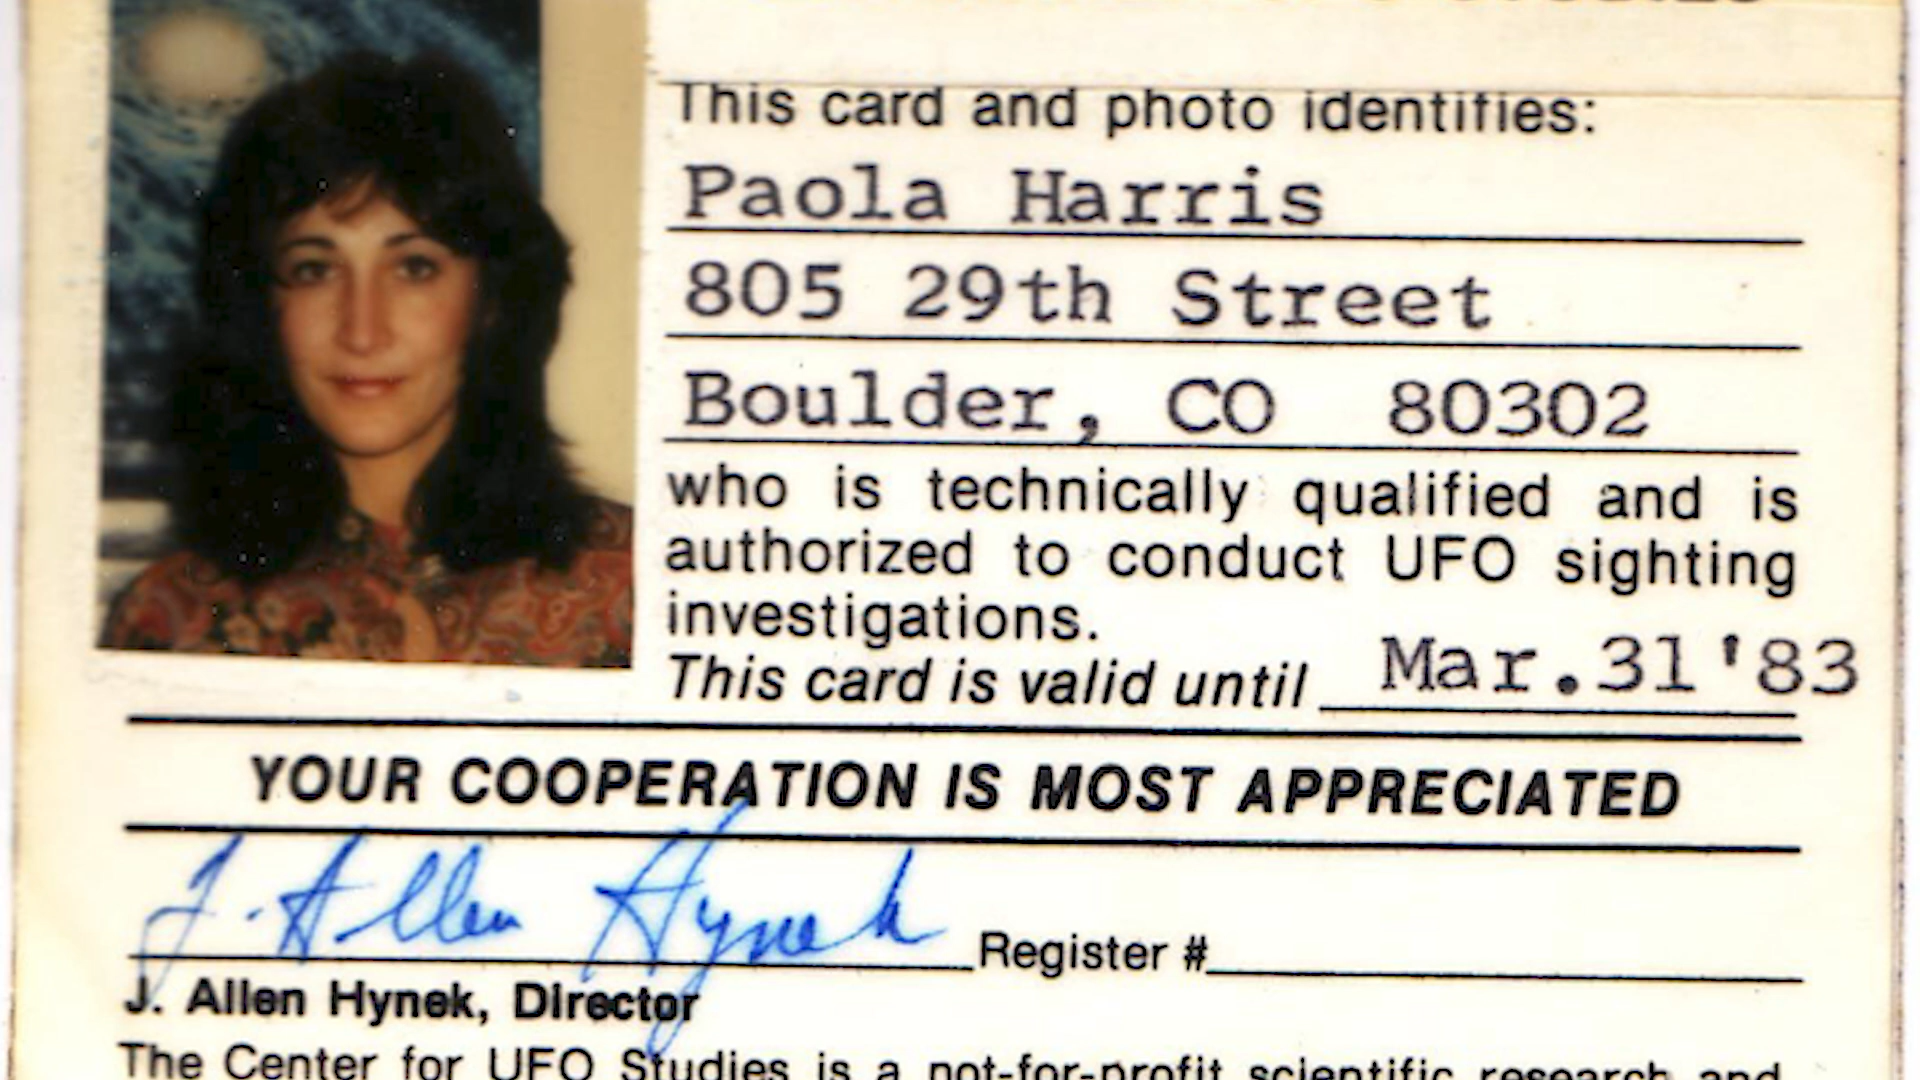 This card and photo identifies:
Paola Harris
805 29th Street
Boulder, CO 80302
who is technically qualified and is
authorized to conduct UFO sighting
investigations.
This card is valid until Mar.31'83
YOUR COOPERATION IS MOST APPRECIATED
J. Allen Hynek
Register #
J. Allen Hynek, Director
The Center for UFO Studies is a not-for-profit scientific research and